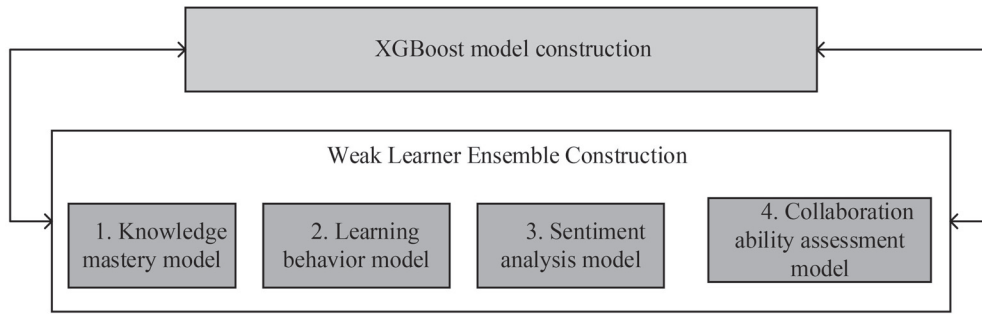 XGBoost model construction
Weak Learner Ensemble Construction
1. Knowledge
mastery model
2. Learning
behavior model
3. Sentiment
analysis model
4. Collaboration
ability assessment
model